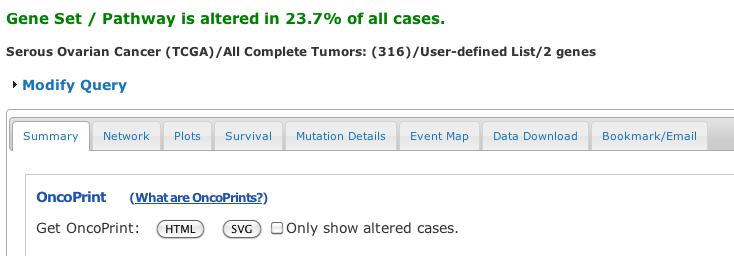 Gene Set / Pathway is altered in 23.7% of all cases.
Serous Ovarian Cancer (TCGA)/All Complete Tumors: (316)/User-defined List/2 genes
Modify Query
Summary Network Plots Survival Mutation Details Event Map Data Download Bookmark/Email
OncoPrint (What are OncoPrints?)
Get OncoPrint: HTML SVG Only show altered cases.